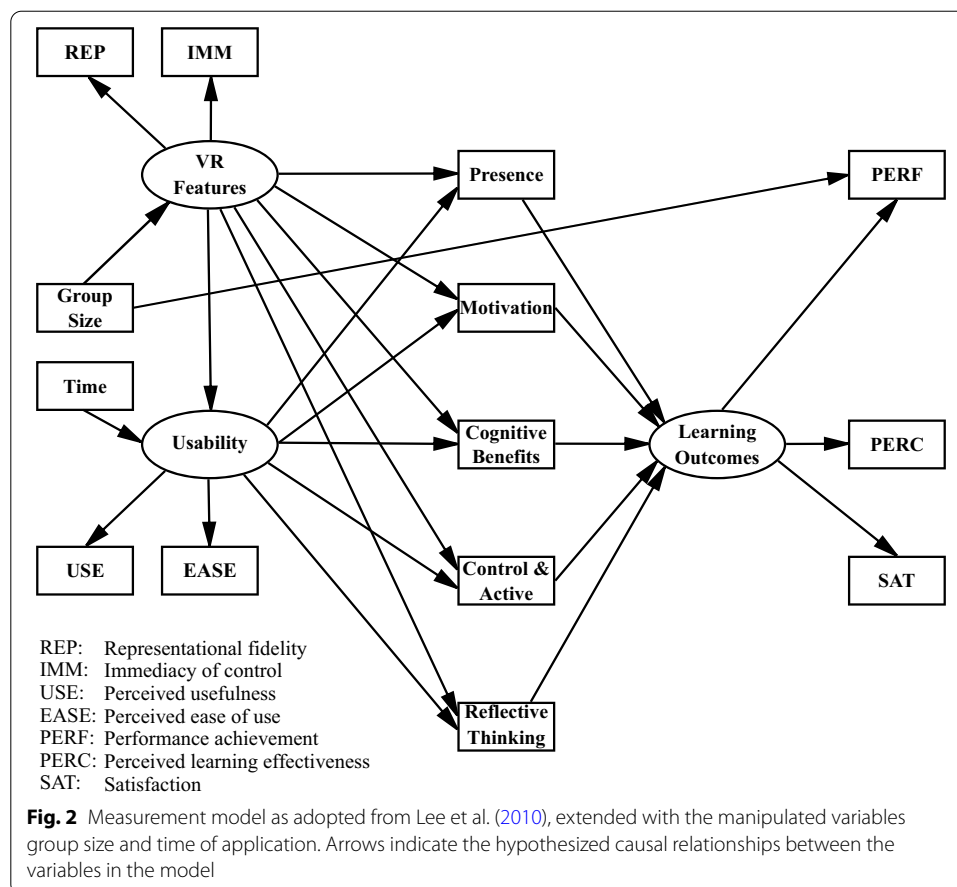 REP
IMM
VR
Features
Presence
PERF
Group
Size
Motivation
Time
Usability
Cognitive
Benefits
Learning
Outcomes
PERC
USE
EASE
Control &
Active
SAT
Reflective
Thinking
REP: Representational fidelity
IMM: Immediacy of control
USE: Perceived usefulness
EASE: Perceived ease of use
PERF: Performance achievement
PERC: Perceived learning effectiveness
SAT: Satisfaction
Fig. 2 Measurement model as adopted from Lee et al. (2010), extended with the manipulated variables
group size and time of application. Arrows indicate the hypothesized causal relationships between the
variables in the model